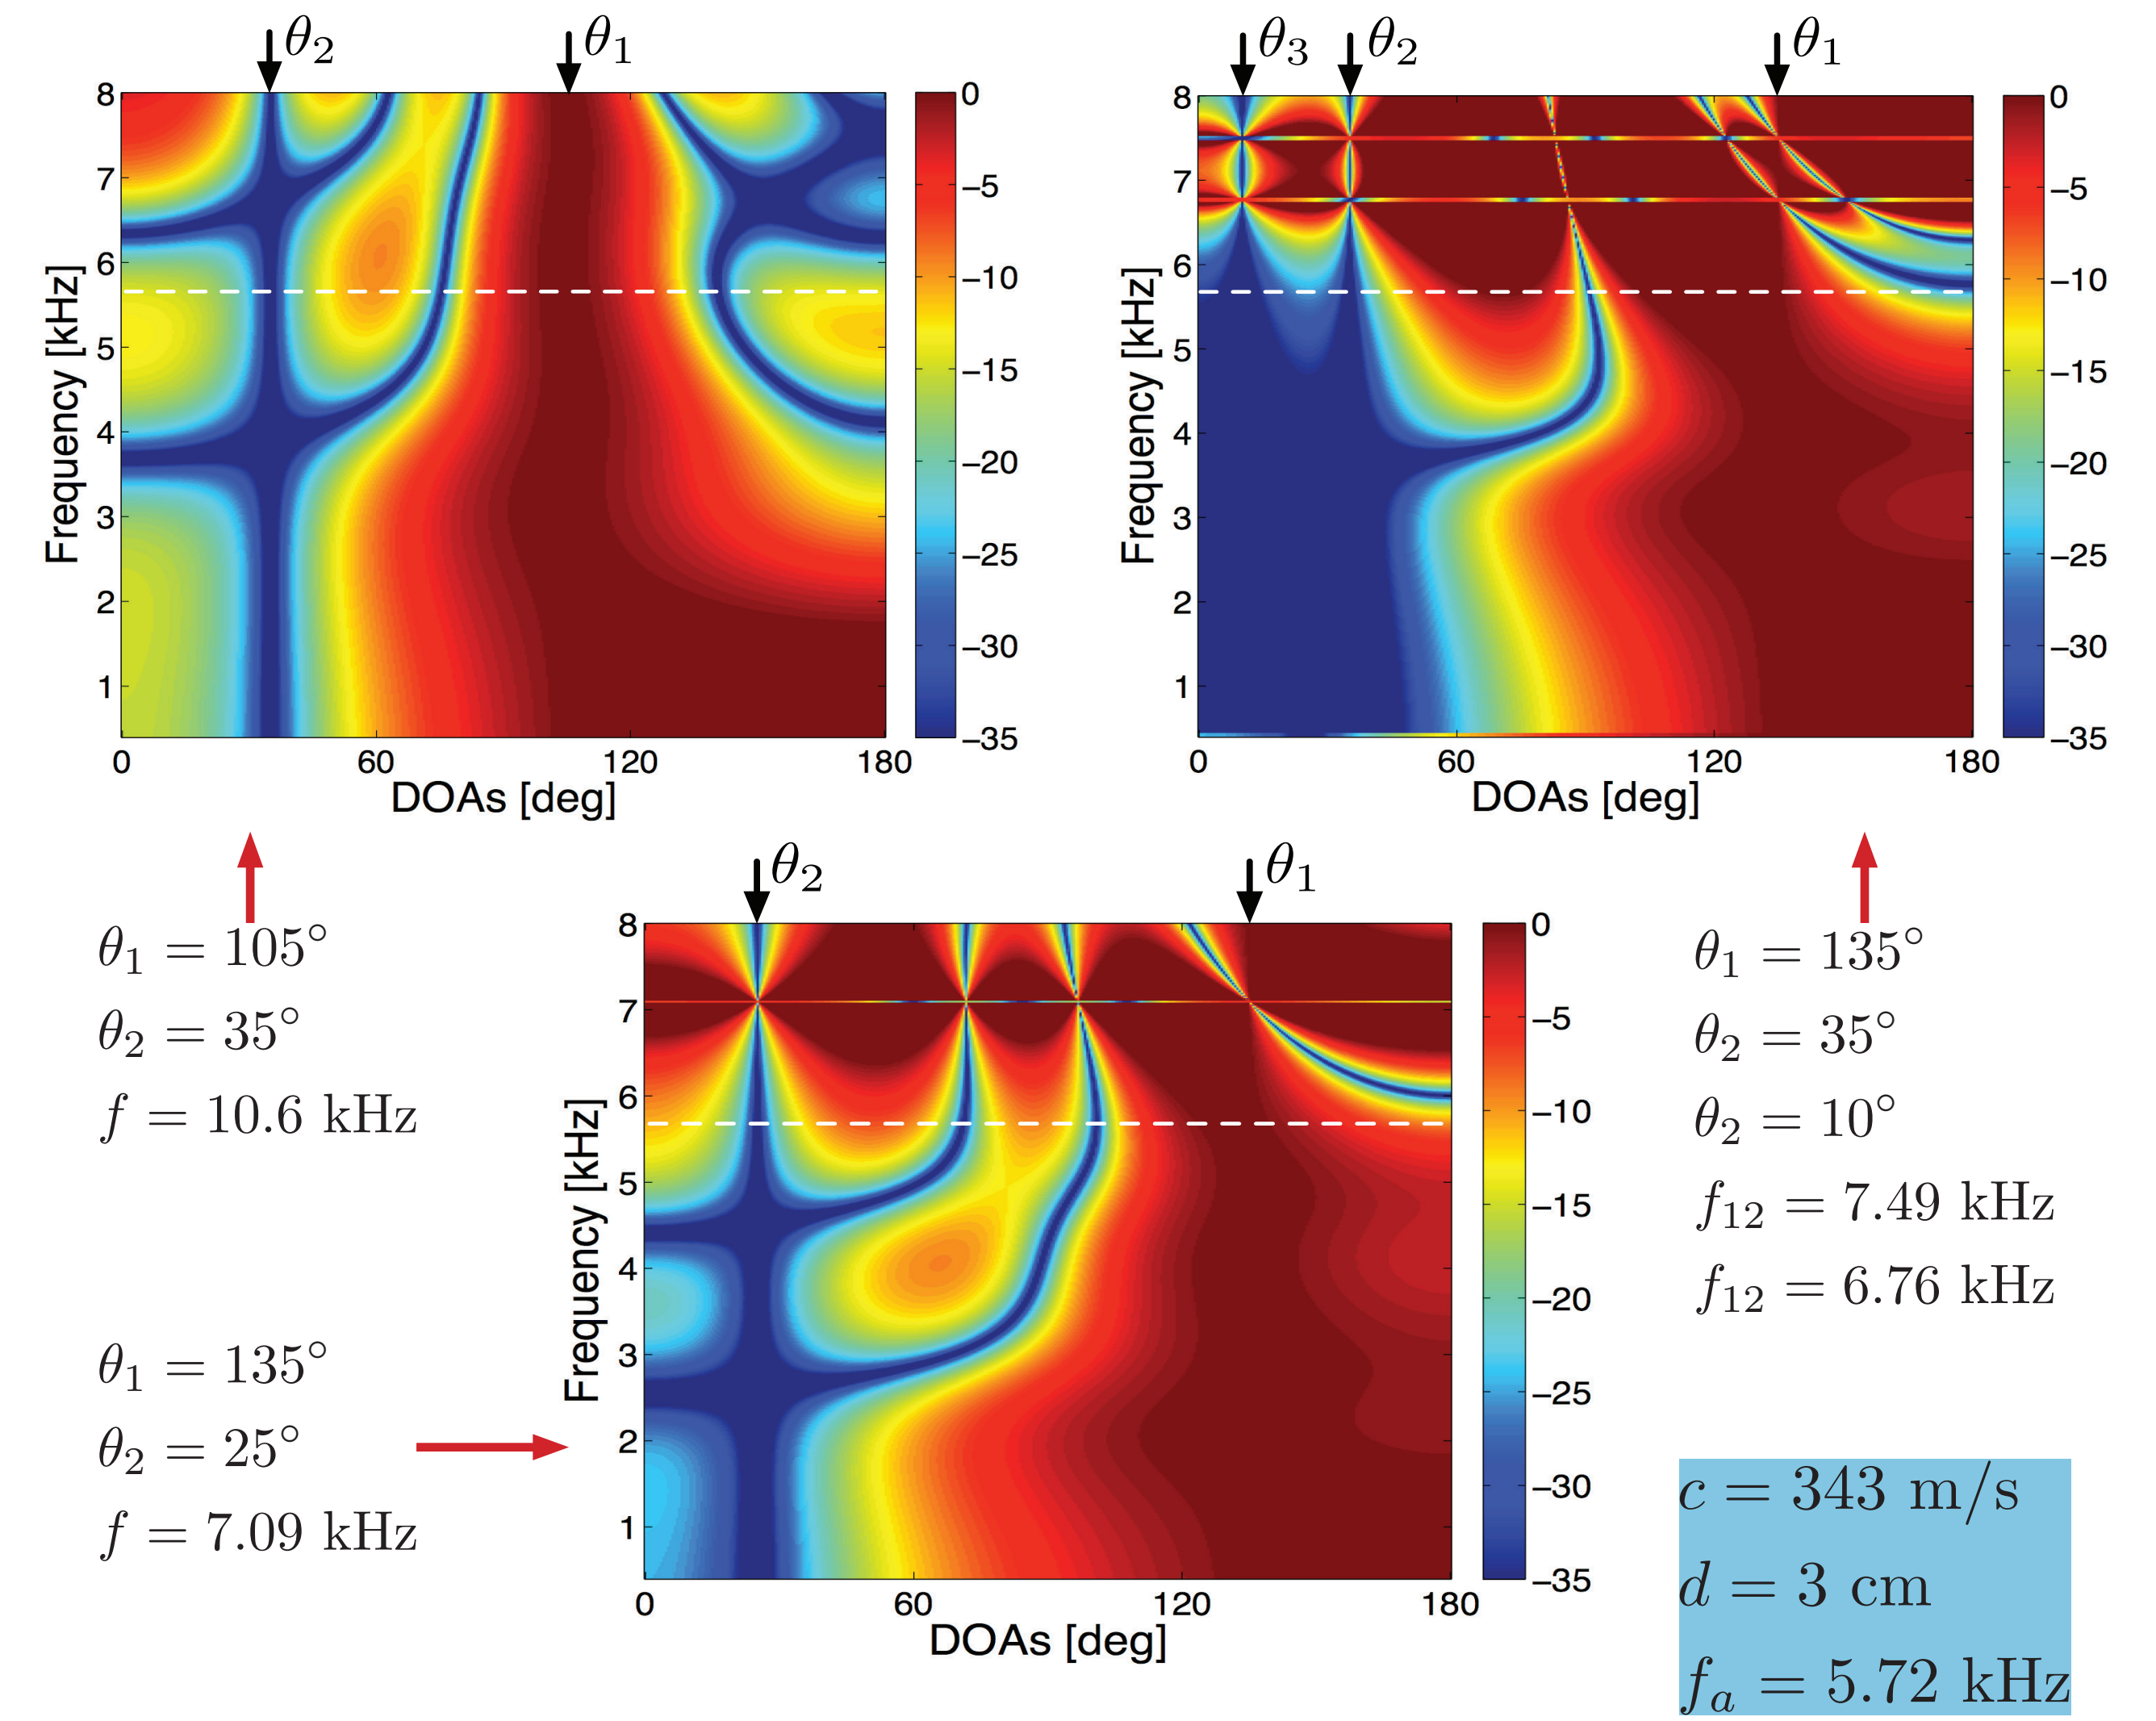 θ₂ θ₁
8
7
6
5
4
3
2
1
Frequency [kHz]
0 60 120 180
DOAs [deg]
0
−5
−10
−15
−20
−25
−30
−35
θ₃ θ₂ θ₁
8
7
6
5
4
3
2
1
Frequency [kHz]
0 60 120 180
DOAs [deg]
0
−5
−10
−15
−20
−25
−30
−35
θ₁ = 105°
θ₂ = 35°
f = 10.6 kHz
θ₁ = 135°
θ₂ = 25°
f = 7.09 kHz
θ₂ θ₁
8
7
6
5
4
3
2
1
Frequency [kHz]
0 60 120 180
DOAs [deg]
0
−5
−10
−15
−20
−25
−30
−35
θ₁ = 135°
θ₂ = 35°
θ₂ = 10°
f₁₂ = 7.49 kHz
f₁₂ = 6.76 kHz
c = 343 m/s
d = 3 cm
fₐ = 5.72 kHz